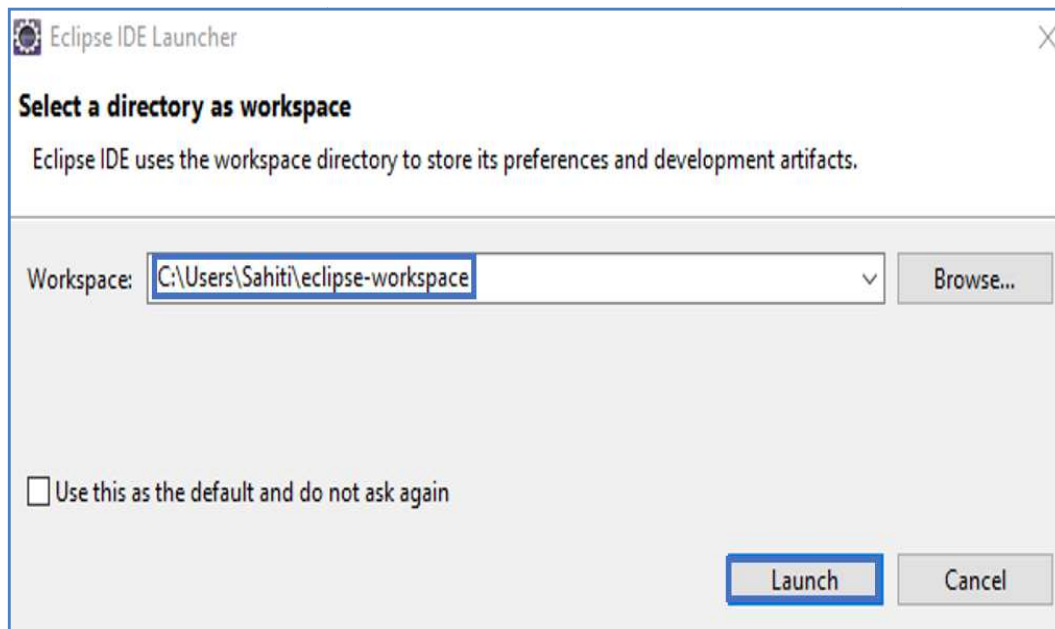 Eclipse IDE Launcher
Select a directory as workspace
Eclipse IDE uses the workspace directory to store its preferences and development artifacts.
Workspace: C:\Users\Sahiti\eclipse-workspace Browse...
Use this as the default and do not ask again
Launch Cancel